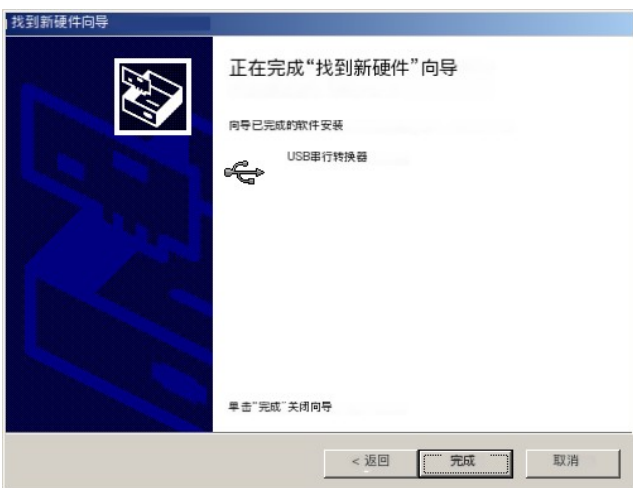 找到新硬件向导
正在完成“找到新硬件”向导
向导已完成的软件安装
USB串行转换器
单击"完成"关闭向导
< 返回
完成
取消